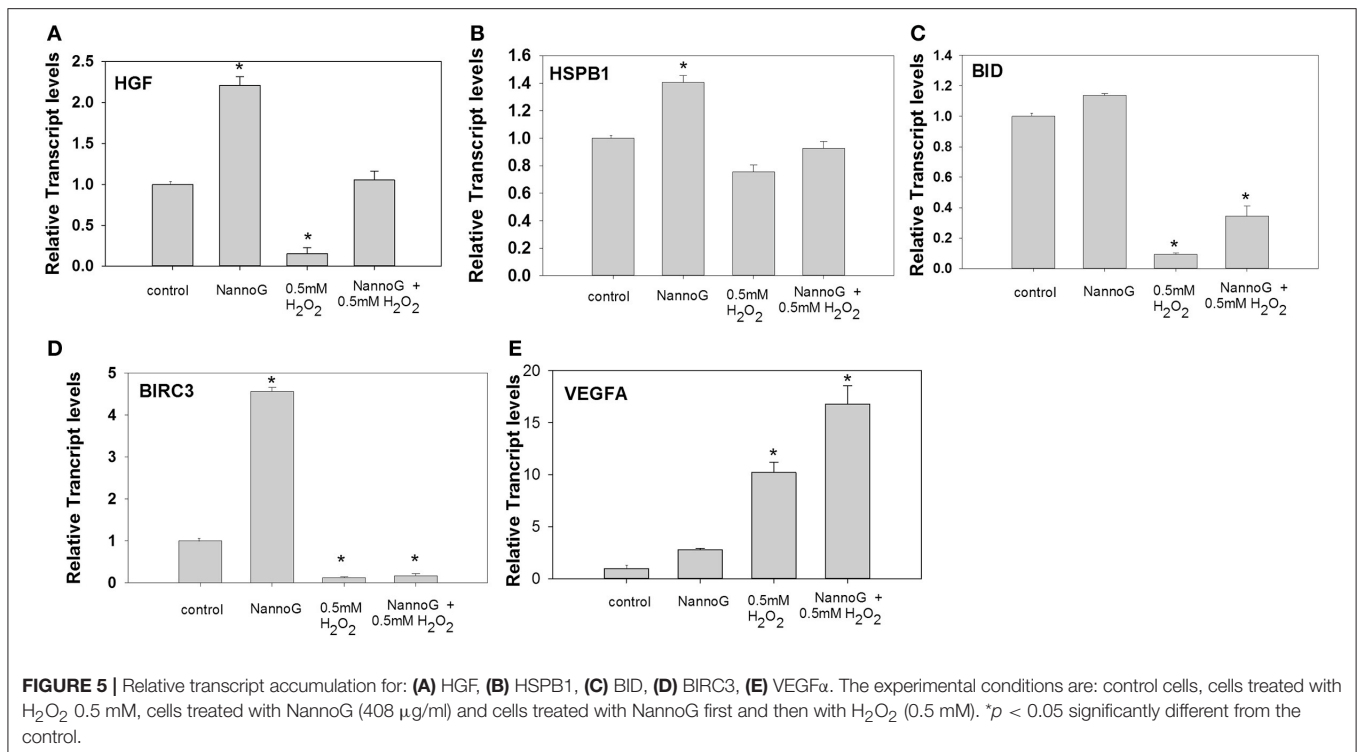 A
Relative Transcript levels
2.5
2.0
1.5
1.0
0.5
0.0
HGF
*
*
control
NannoG
0.5mM
H₂O₂
NannoG +
0.5mM H₂O₂
B
Relative Transcript levels
1.6
1.4
1.2
1.0
0.8
0.6
0.4
0.2
0.0
HSPB1
*
control
NannoG
0.5mM
H₂O₂
NannoG +
0.5mM H₂O₂
C
Relative Transcript levels
1.4
1.2
1.0
0.8
0.6
0.4
0.2
0.0
BID
*
*
control
NannoG
0.5mM
H₂O₂
NannoG +
0.5mM H₂O₂
D
Relative Trancript levels
5
4
3
2
1
0
BIRC3
*
*
*
control
NannoG
0.5mM
H₂O₂
NannoG +
0.5mM H₂O₂
E
Relative Trancript levels
20
15
10
5
0
VEGFA
*
*
control
NannoG
0.5mM
H₂O₂
NannoG +
0.5mM H₂O₂
FIGURE 5 | Relative transcript accumulation for: (A) HGF, (B) HSPB1, (C) BID, (D) BIRC3, (E) VEGFα. The experimental conditions are: control cells, cells treated with
H₂O₂ 0.5 mM, cells treated with NannoG (408 μg/ml) and cells treated with NannoG first and then with H₂O₂ (0.5 mM). *p < 0.05 significantly different from the
control.